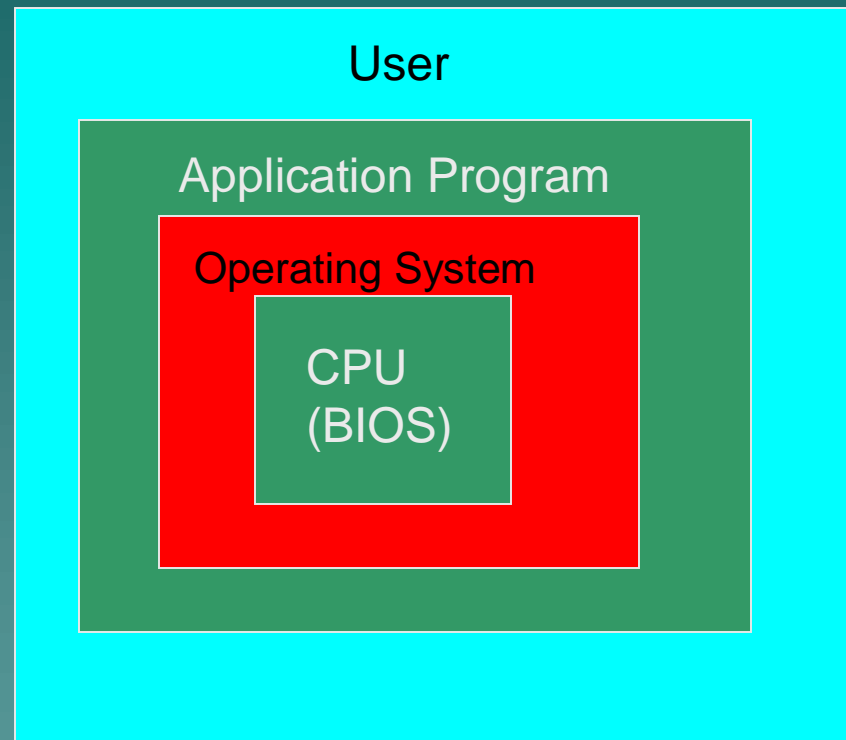 User
Application Program
Operating System
CPU
(BIOS)